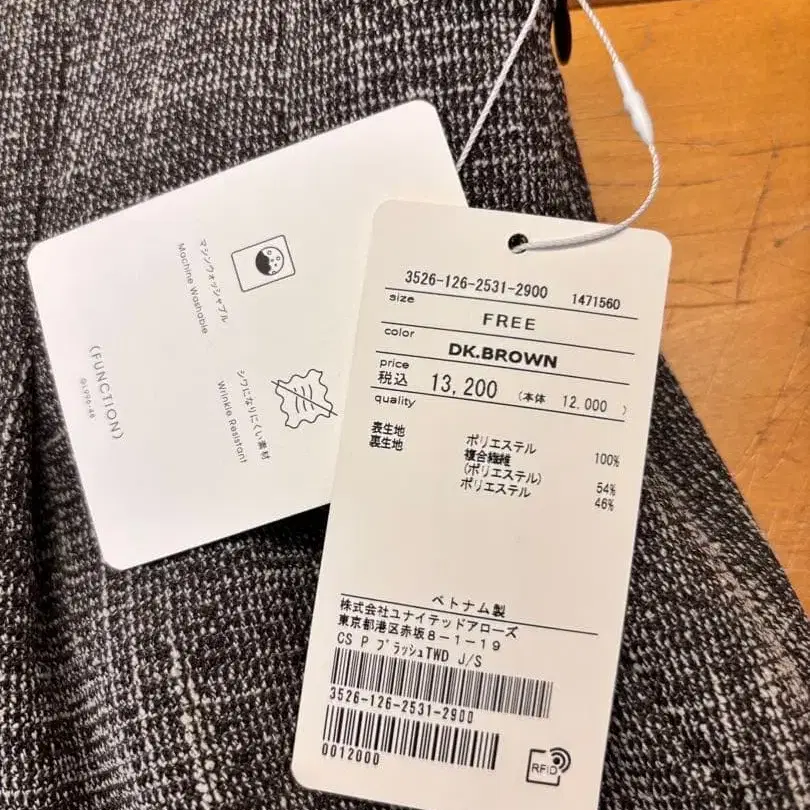 マシンウォッシャブル
Machine Washable
シワになりにくい素材
Wrinkle Resistant
(FUNCTION)
3526-126-2531-2900 1471560
size
FREE
color
DK.BROWN
price
税込 13,200 (本体 12,000 )
quality
表生地 ポリエステル 100%
裏生地 複合繊維
(ポリエステル) 54%
ポリエステル 46%
ベトナム製
株式会社ユナイテッドアローズ
東京都港区赤坂8-1-19
CS P ブラッシュTWD J/S
3526-126-2531-2900
0012000
RFID